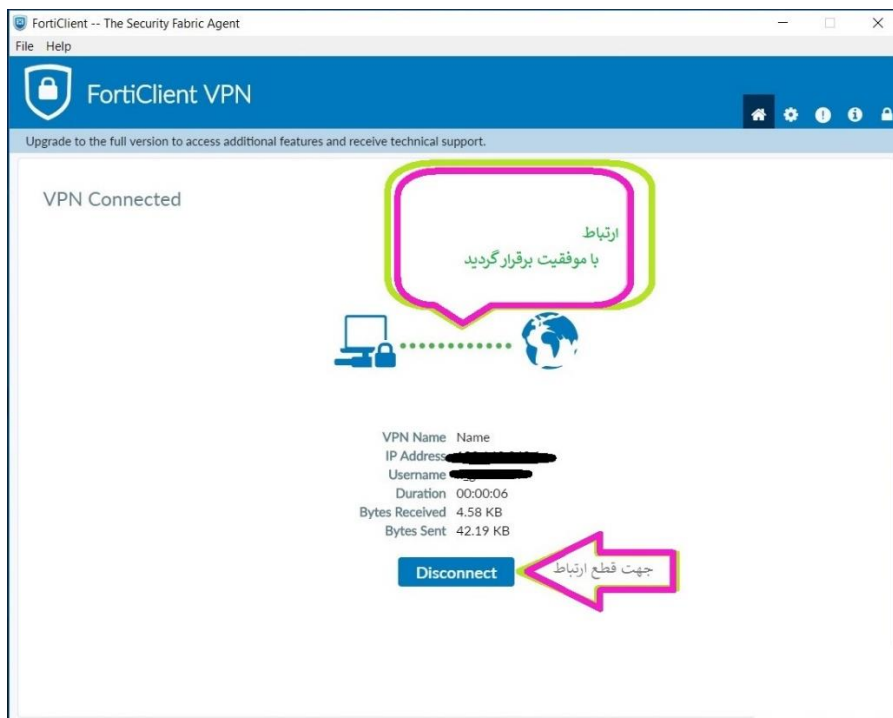 FortiClient -- The Security Fabric Agent
File Help
FortiClient VPN
Upgrade to the full version to access additional features and receive technical support.
VPN Connected
ارتباط
با موفقیت برقرار گردید
VPN Name Name
IP Address
Username
Duration 00:00:06
Bytes Received 4.58 KB
Bytes Sent 42.19 KB
Disconnect
جهت قطع ارتباط